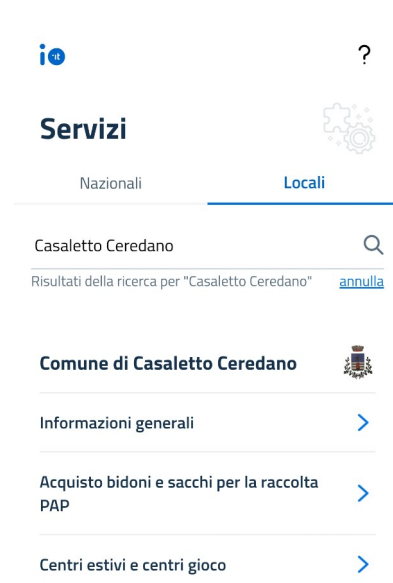 io it
?
Servizi
Nazionali
Locali
Casaletto Ceredano
Risultati della ricerca per "Casaletto Ceredano"
annulla
Comune di Casaletto Ceredano
Informazioni generali
Acquisto bidoni e sacchi per la raccolta
PAP
Centri estivi e centri gioco